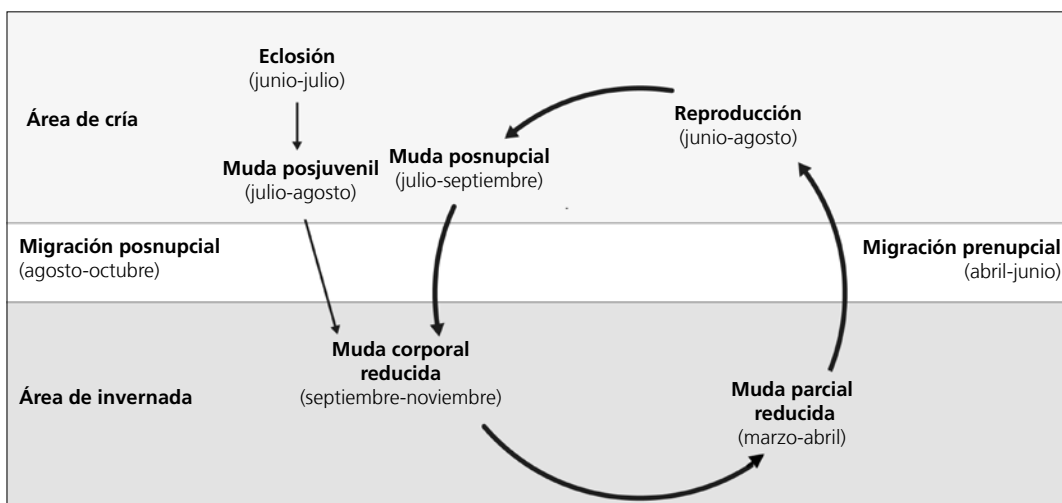 Eclosión
(junio-julio)
Área de cría
Reproducción
(junio-agosto)
Muda posjuvenil
(julio-agosto)
Muda posnupcial
(julio-septiembre)
Migración posnupcial
(agosto-octubre)
Migración prenupcial
(abril-junio)
Muda corporal
reducida
(septiembre-noviembre)
Área de invernada
Muda parcial
reducida
(marzo-abril)